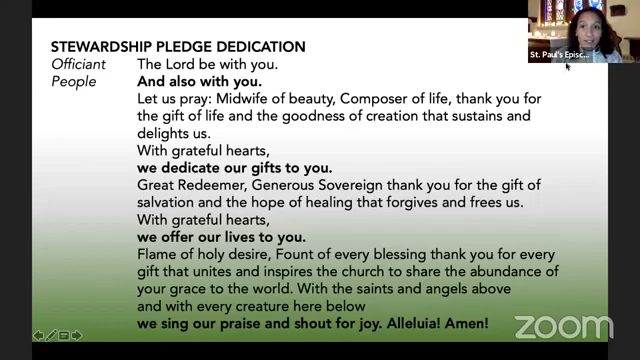 STEWARDSHIP PLEDGE DEDICATION
Officiant The Lord be with you.
People And also with you.
Let us pray: Midwife of beauty, Composer of life, thank you for
the gift of life and the goodness of creation that sustains and
delights us.
With grateful hearts,
we dedicate our gifts to you.
Great Redeemer, Generous Sovereign thank you for the gift of
salvation and the hope of healing that forgives and frees us.
With grateful hearts,
we offer our lives to you.
Flame of holy desire, Fount of every blessing thank you for every
gift that unites and inspires the church to share the abundance of
your grace to the world. With the saints and angels above
and with every creature here below
we sing our praise and shout for joy. Alleluia! Amen!
St. Paul's Episc...
zoom